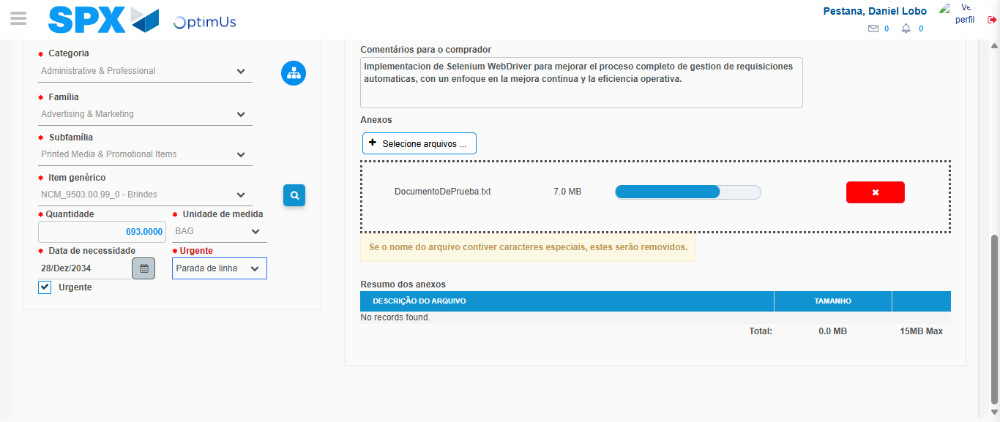 SPX
OptimUs
Pestana, Daniel Lobo
0
0
Ve
perfil
* Categoria
Administrative & Professional
* Família
Advertising & Marketing
* Subfamília
Printed Media & Promotional Items
* Item genérico
NCM_9503.00.99_0 - Brindes
* Quantidade
* Unidade de medida
693.0000
BAG
* Data de necessidade
* Urgente
28/Dez/2034
Parada de linha
Urgente
Comentários para o comprador
Implementacion de Selenium WebDriver para mejorar el proceso completo de gestion de requisiciones
automaticas, con un enfoque en la mejora continua y la eficiencia operativa.
Anexos
+ Selecione arquivos ...
DocumentoDePrueba.txt
7.0 MB
Se o nome do arquivo contiver caracteres especiais, estes serão removidos.
Resumo dos anexos
DESCRIÇÃO DO ARQUIVO
TAMANHO
No records found.
Total:
0.0 MB
15MB Max